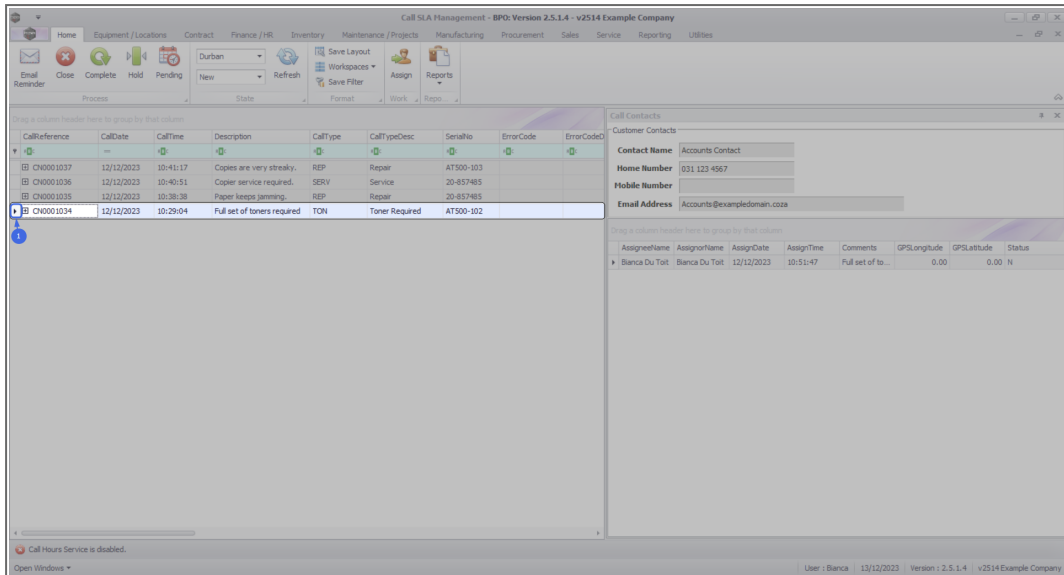 Call SLA Management - BPO: Version 2.5.1.4 - v2514 Example Company
Home Equipment / Locations Contract Finance / HR Inventory Maintenance / Projects Manufacturing Procurement Sales Service Reporting Utilities
Email Reminder Close Complete Hold Pending
Durban
New
Refresh
Save Layout
Workspaces
Save Filter
Assign Reports
Process State Format Work Repo...
Drag a column header here to group by that column
CallReference CallDate CallTime Description CallType CallTypeDesc SerialNo ErrorCode ErrorCodeD
CN0001037 12/12/2023 10:41:17 Copies are very streaky. REP Repair AT500-103
CN0001036 12/12/2023 10:40:51 Copier service required. SERV Service 20-857485
CN0001035 12/12/2023 10:38:38 Paper keeps jamming. REP Repair 20-857485
CN0001034 12/12/2023 10:29:04 Full set of toners required TON Toner Required AT500-102
1
Call Contacts
Customer Contacts
Contact Name Accounts Contact
Home Number 031 123 4567
Mobile Number
Email Address Accounts@exampledomain.coza
Drag a column header here to group by that column
AssigneeName AssignorName AssignDate AssignTime Comments GPSLongitude GPSLatitude Status
Bianca Du Toit Bianca Du Toit 12/12/2023 10:51:47 Full set of to... 0.00 0.00 N
Call Hours Service is disabled.
Open Windows
User : Bianca 13/12/2023 Version : 2.5.1.4 v2514 Example Company